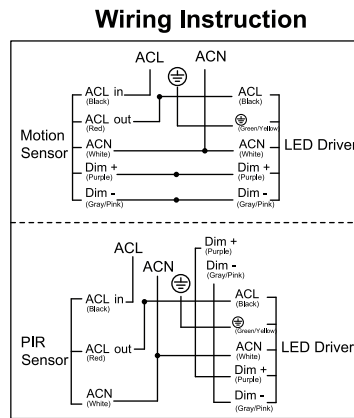 Wiring Instruction
ACL
ACN
ACL in
(Black)
ACL
(Black)
ACL out
(Red)
(Green/Yellow
Motion
Sensor
ACN
(White)
ACN
(White)
LED Driver
Dim +
(Purple)
Dim +
(Purple)
Dim -
(Gray/Pink)
Dim -
(Gray/Pink)
Dim +
(Purple)
ACL
ACN
Dim -
(Gray/Pink)
ACL in
(Black)
ACL
(Black)
(Green/Yellow
PIR
Sensor
ACL out
(Red)
ACN
(White)
LED Driver
Dim +
(Purple)
ACN
(White)
Dim -
(Gray/Pink)